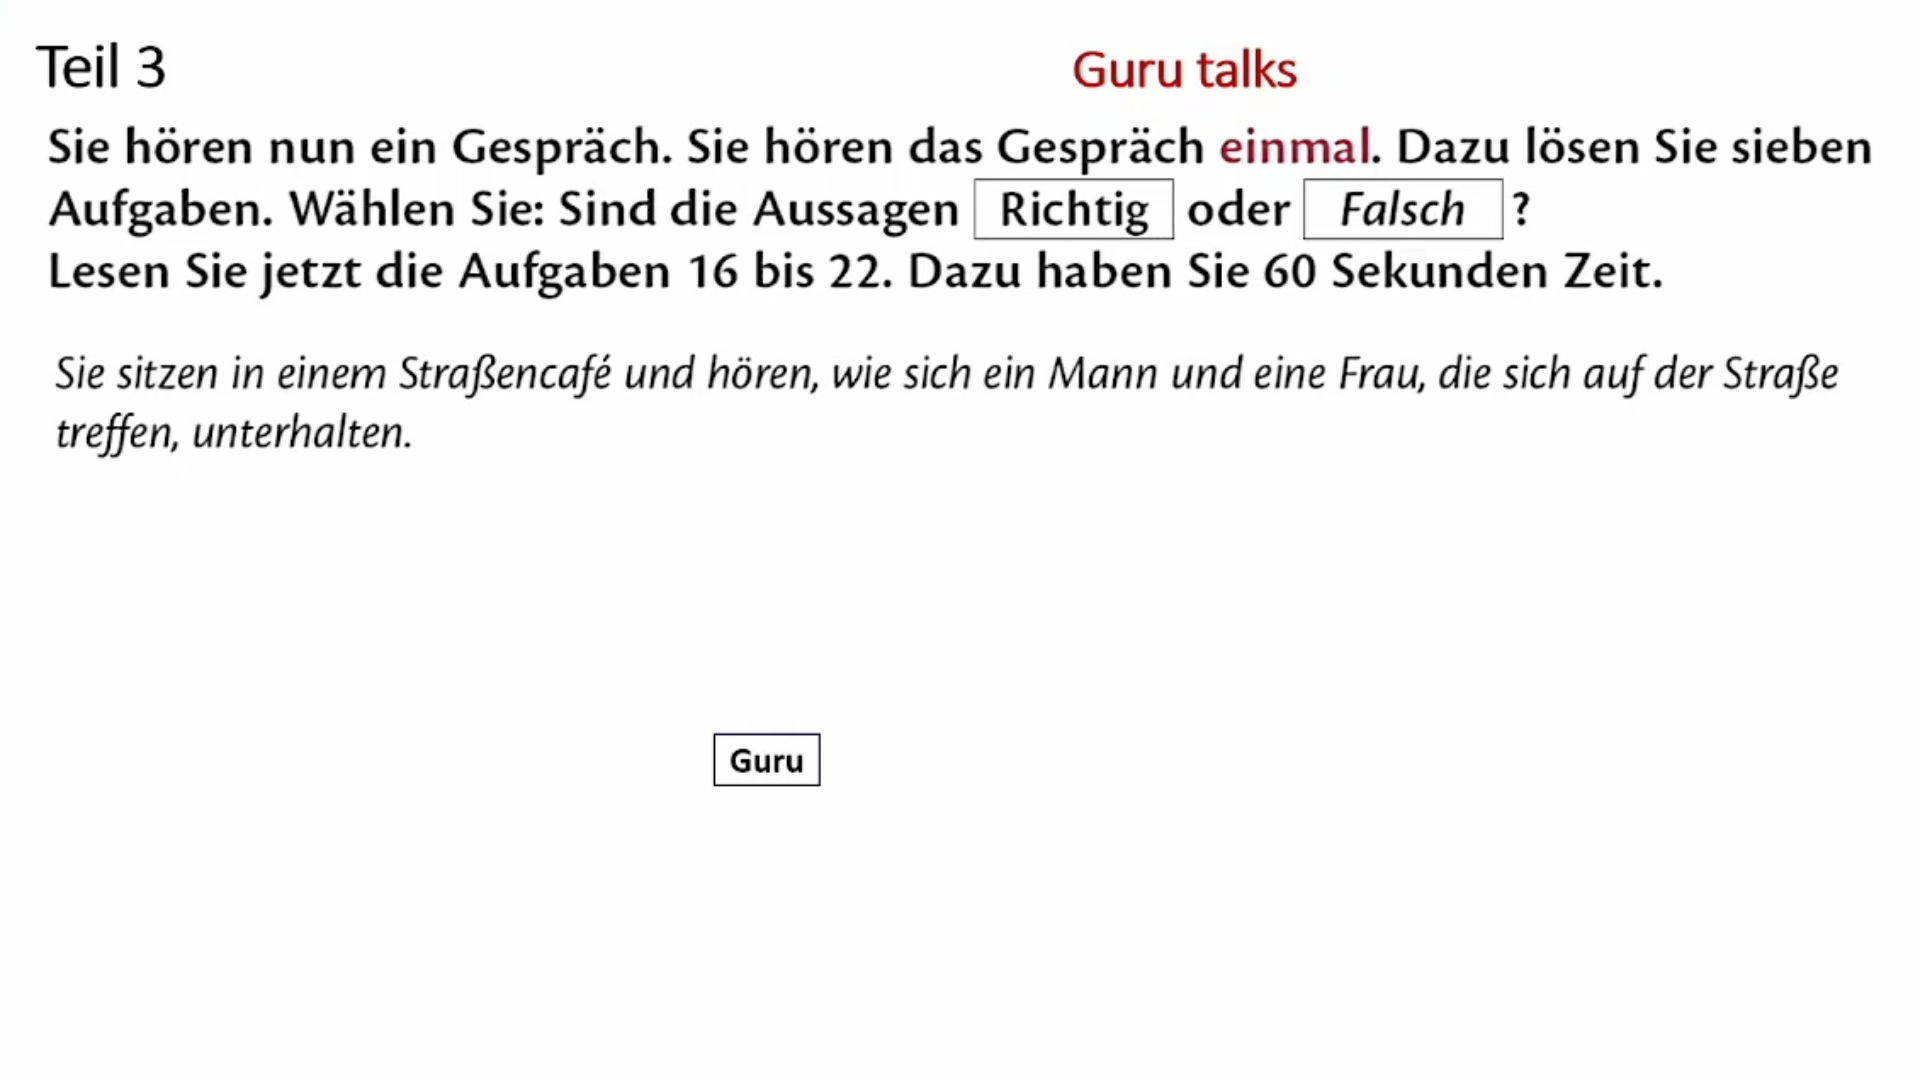 Teil 3
Guru talks
Sie hören nun ein Gespräch. Sie hören das Gespräch einmal. Dazu lösen Sie sieben
Aufgaben. Wählen Sie: Sind die Aussagen Richtig oder Falsch ?
Lesen Sie jetzt die Aufgaben 16 bis 22. Dazu haben Sie 60 Sekunden Zeit.
Sie sitzen in einem Straßencafé und hören, wie sich ein Mann und eine Frau, die sich auf der Straße
treffen, unterhalten.
Guru